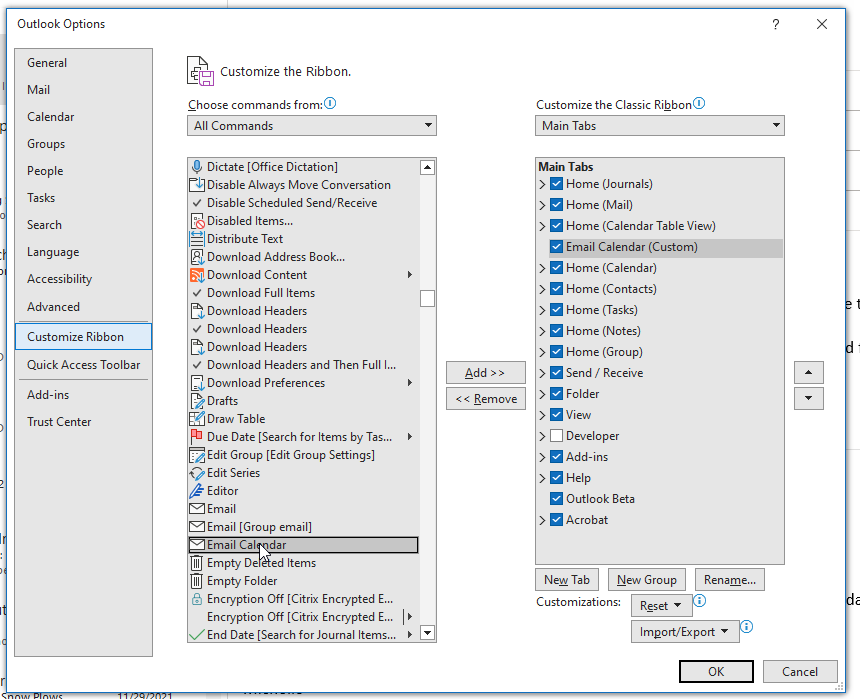 Outlook Options
?
General
Mail
Calendar
Groups
People
Tasks
Search
Language
Accessibility
Advanced
Customize Ribbon
Quick Access Toolbar
Add-ins
Trust Center
Customize the Ribbon.
Choose commands from:
All Commands
Dictate [Office Dictation]
Disable Always Move Conversation
Disable Scheduled Send/Receive
Disabled Items...
Distribute Text
Download Address Book...
Download Content
Download Full Items
Download Headers
Download Headers
Download Headers
Download Headers and Then Full I...
Download Preferences
Drafts
Draw Table
Due Date [Search for Items by Tas...
Edit Group [Edit Group Settings]
Edit Series
Editor
Email
Email [Group email]
Email Calendar
Empty Deleted Items
Empty Folder
Encryption Off [Citrix Encrypted E...
Encryption Off [Citrix Encrypted E...
End Date [Search for Journal Items...
Add >>
<< Remove
Customize the Classic Ribbon
Main Tabs
Main Tabs
Home (Journals)
Home (Mail)
Home (Calendar Table View)
Email Calendar (Custom)
Home (Calendar)
Home (Contacts)
Home (Tasks)
Home (Notes)
Home (Group)
Send / Receive
Folder
View
Developer
Add-ins
Help
Outlook Beta
Acrobat
New Tab
New Group
Rename...
Customizations:
Reset
Import/Export
OK
Cancel
Snow Plows
11/29/2021